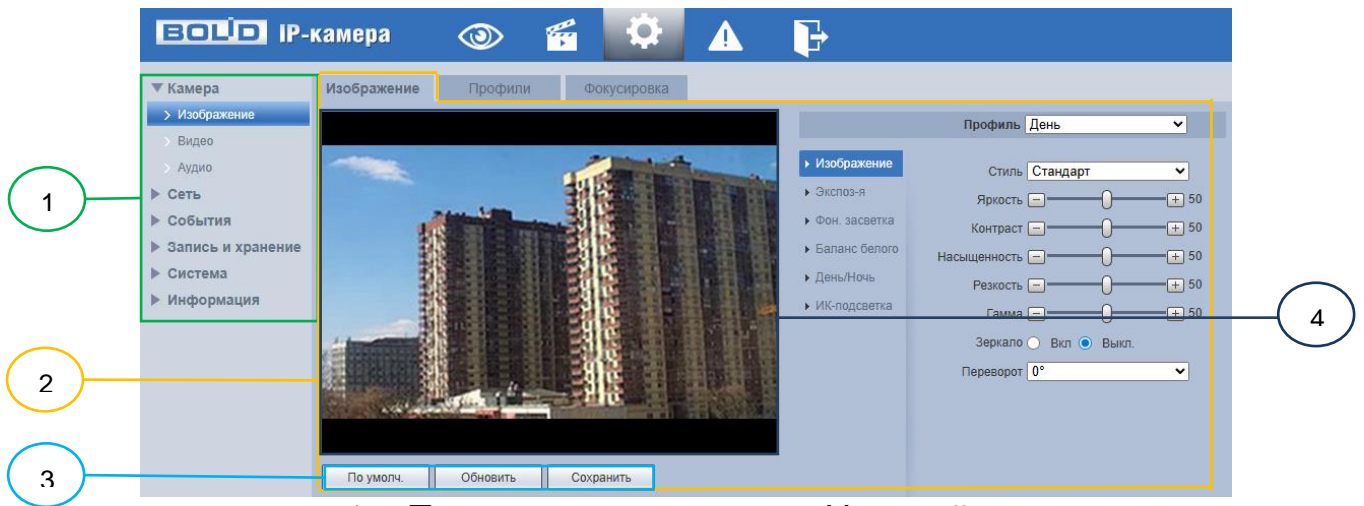 BOLID IP-камера
Изображение Профили Фокусировка
Камера
Изображение
Видео
Аудио
Сеть
События
Запись и хранение
Система
Информация
Профиль День
Изображение
Экспоз-я
Фон. засветка
Баланс белого
День/Ночь
ИК-подсветка
Стиль Стандарт
Яркость 50
Контраст 50
Насыщенность 50
Резкость 50
Гамма 50
Зеркало Вкл Выкл.
Переворот 0°
По умолч. Обновить Сохранить
1
2
3
4